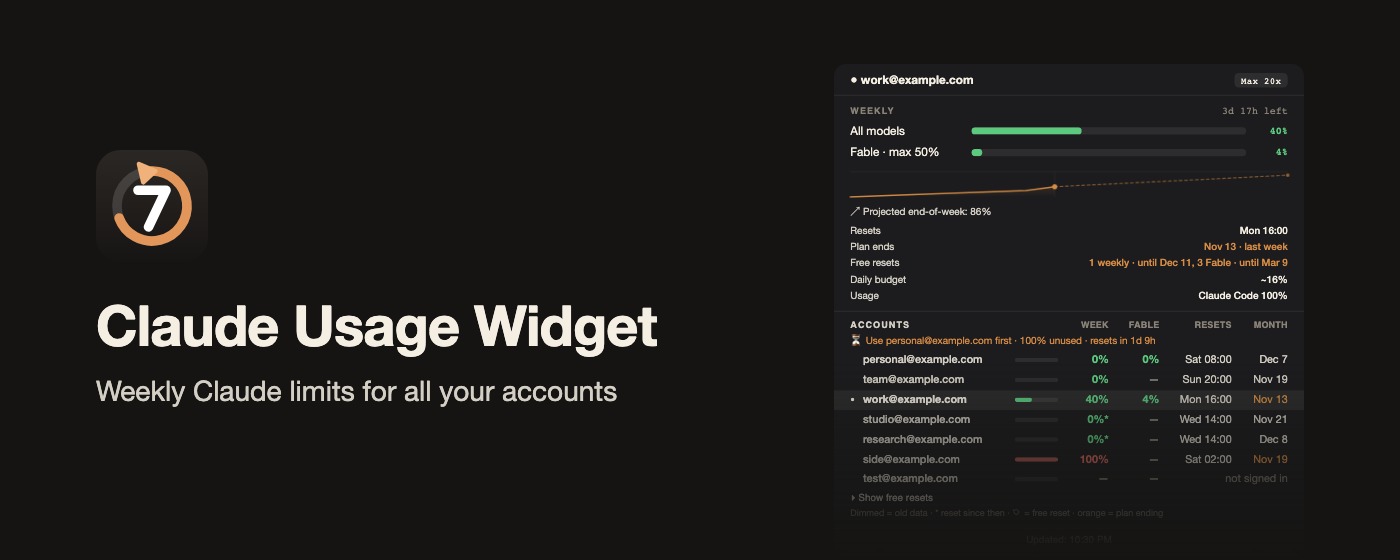 7
Claude Usage Widget
Weekly Claude limits for all your accounts
work@example.com Max 20x
WEEKLY 3d 17h left
All models 40%
Fable · max 50% 4%
↗ Projected end-of-week: 86%
Resets Mon 16:00
Plan ends Nov 13 · last week
Free resets 1 weekly · until Dec 11, 3 Fable · until Mar 9
Daily budget ~16%
Usage Claude Code 100%
ACCOUNTS WEEK FABLE RESETS MONTH
⏳ Use personal@example.com first · 100% unused · resets in 1d 9h
personal@example.com 0% 0% Sat 08:00 Dec 7
team@example.com 0% — Sun 20:00 Nov 19
work@example.com 40% 4% Mon 16:00 Nov 13
studio@example.com 0%* — Wed 14:00 Nov 21
research@example.com 0%* — Wed 14:00 Dec 8
side@example.com 100% — Sat 02:00 Nov 19
test@example.com — — not signed in
Show free resets
Dimmed = old data · * reset since then · = free reset · orange = plan ending
Updated: 10:30 PM